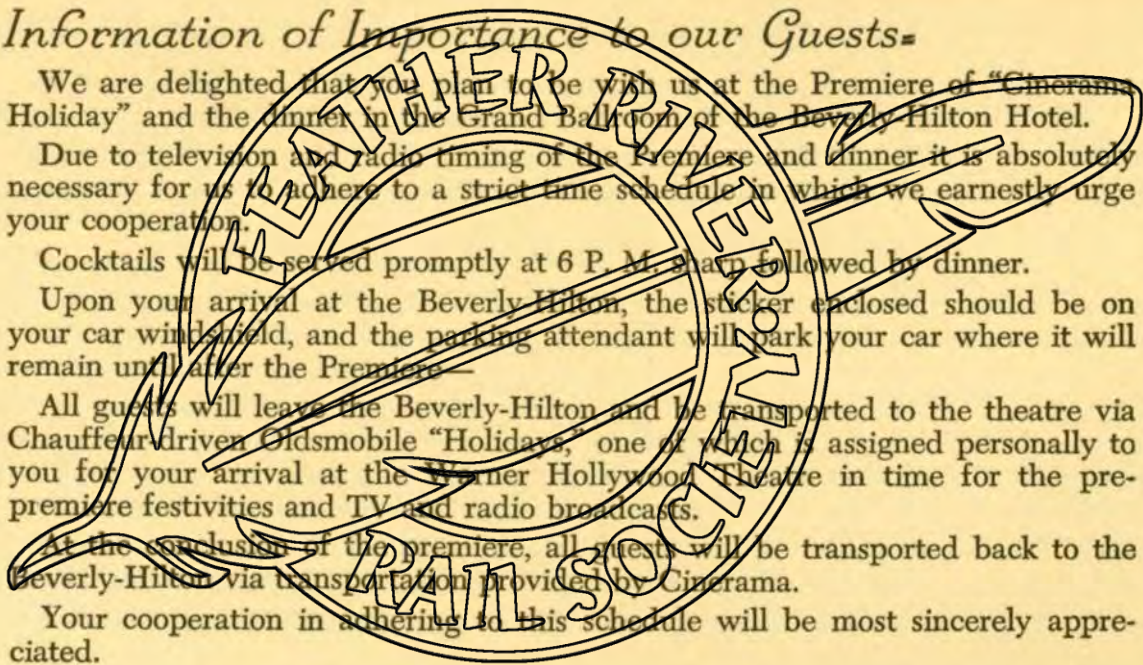 Information of Importance to our Guests-
We are delighted that you plan to be with us at the Premiere of "Cinerama
Holiday" and the dinner in the Grand Ballroom of the Beverly-Hilton Hotel.
Due to television and radio timing of the Premiere and dinner it is absolutely
necessary for us to adhere to a strict time schedule in which we earnestly urge
your cooperation.
Cocktails will be served promptly at 6 P. M. sharp followed by dinner.
Upon your arrival at the Beverly-Hilton, the sticker enclosed should be on
your car windshield, and the parking attendant will park your car where it will
remain until after the Premiere—
All guests will leave the Beverly-Hilton and be transported to the theatre via
Chauffeur-driven Oldsmobile "Holidays," one of which is assigned personally to
you for your arrival at the Warner Hollywood Theatre in time for the pre-
premiere festivities and TV and radio broadcasts.
At the conclusion of the premiere, all guests will be transported back to the
Beverly-Hilton via transportation provided by Cinerama.
Your cooperation in adhering to this schedule will be most sincerely appre-
ciated.
FEATHER RIVER
RAIL SOCIETY